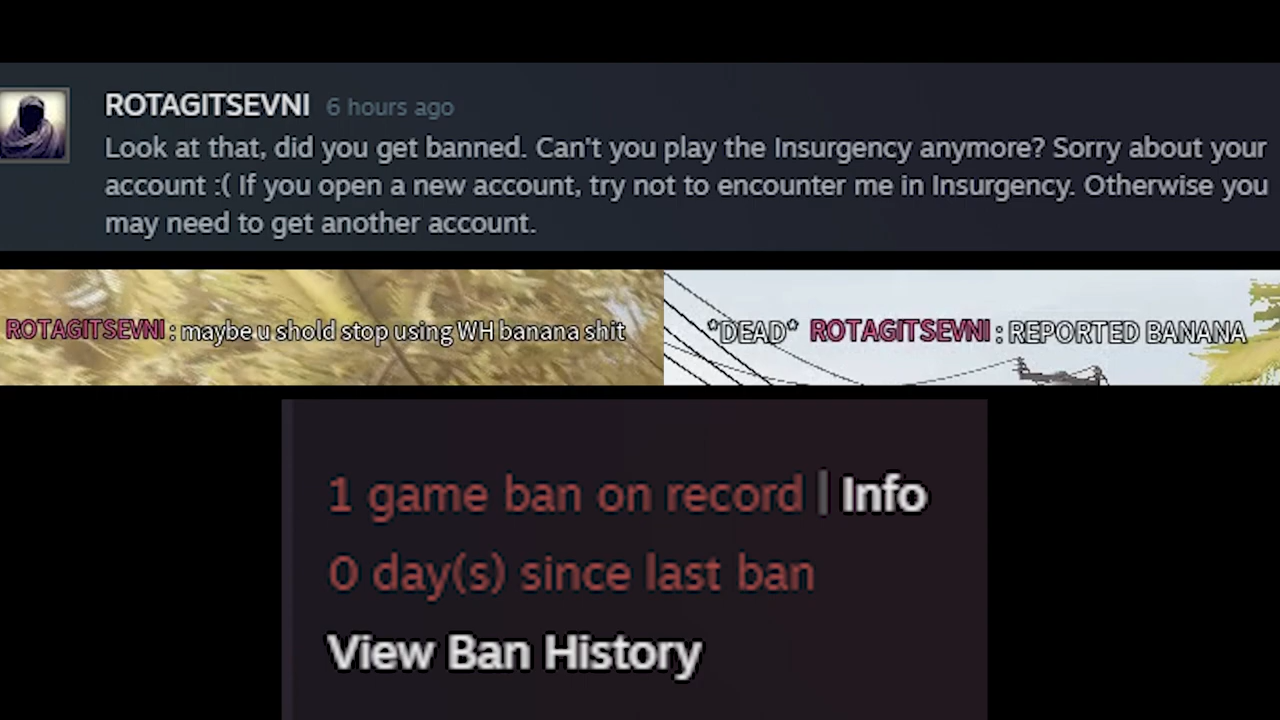 ROTAGITSEVNI 6 hours ago
Look at that, did you get banned. Can't you play the Insurgency anymore? Sorry about your
account :( If you open a new account, try not to encounter me in Insurgency. Otherwise you
may need to get another account.
ROTAGITSEVNI : maybe u shold stop using WH banana shit
*DEAD* ROTAGITSEVNI : REPORTED BANANA
1 game ban on record | Info
0 day(s) since last ban
View Ban History